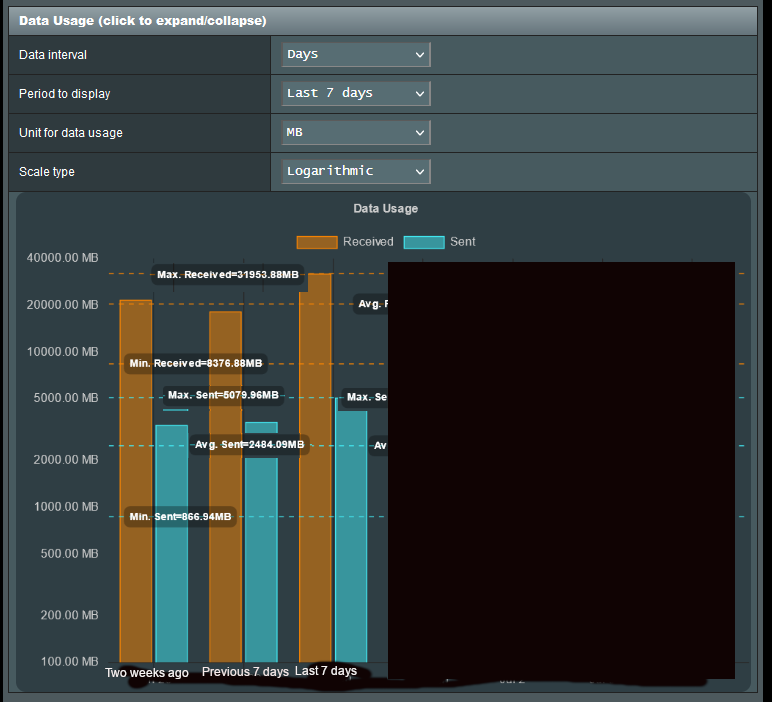 Data Usage (click to expand/collapse)
Data interval
Days
Period to display
Last 7 days
Unit for data usage
MB
Scale type
Logarithmic
Data Usage
Received
Sent
40000.00 MB
Max. Received=31953.88MB
20000.00 MB
Avg.
10000.00 MB
Min. Received=8376.88MB
5000.00 MB
Max. Sent=5079.96MB
Max. Se
Avg. Sent=2484.09MB
Av
2000.00 MB
1000.00 MB
Min. Sent=866.94MB
500.00 MB
200.00 MB
100.00 MB
Two weeks ago
Previous 7 days
Last 7 days